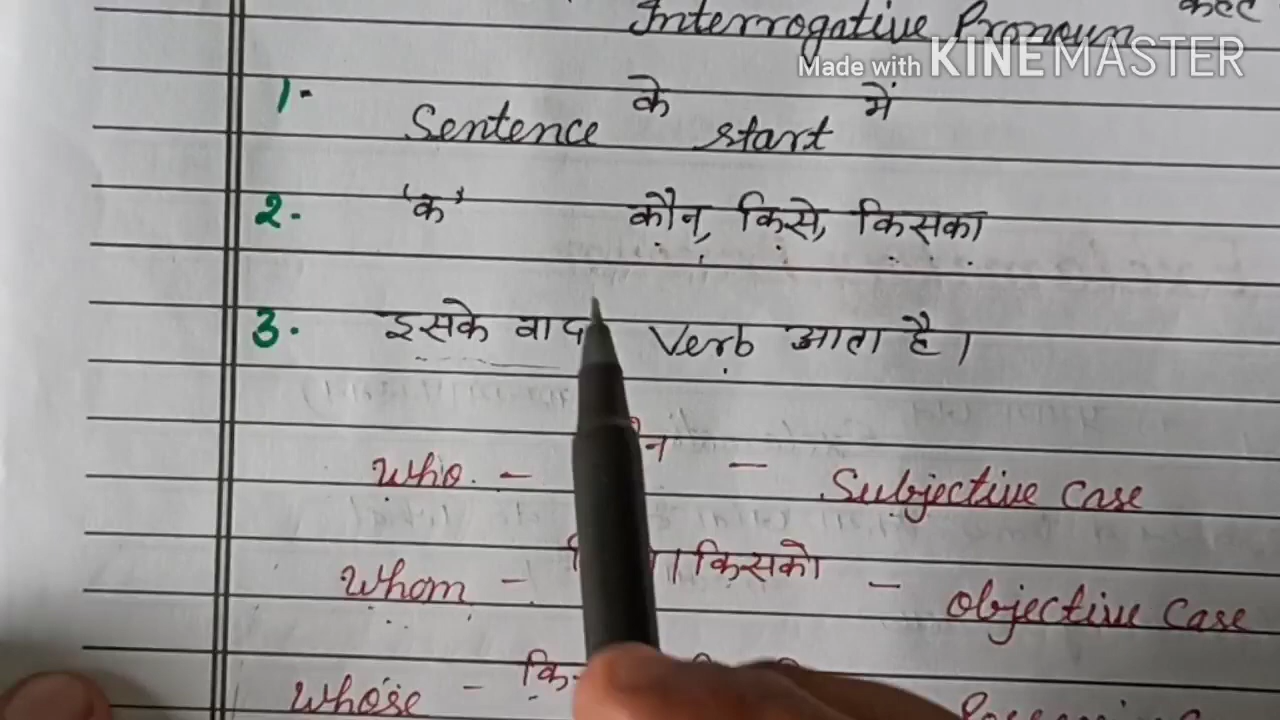 Interrogative Pronoun
Made with KINEMASTER
1. Sentence के start में
2. 'क' कौन, किसे, किसका
3. इसके बाद Verb आता है।
Who - - Subjective Case
Whom - / किसको - Objective Case
Whose -